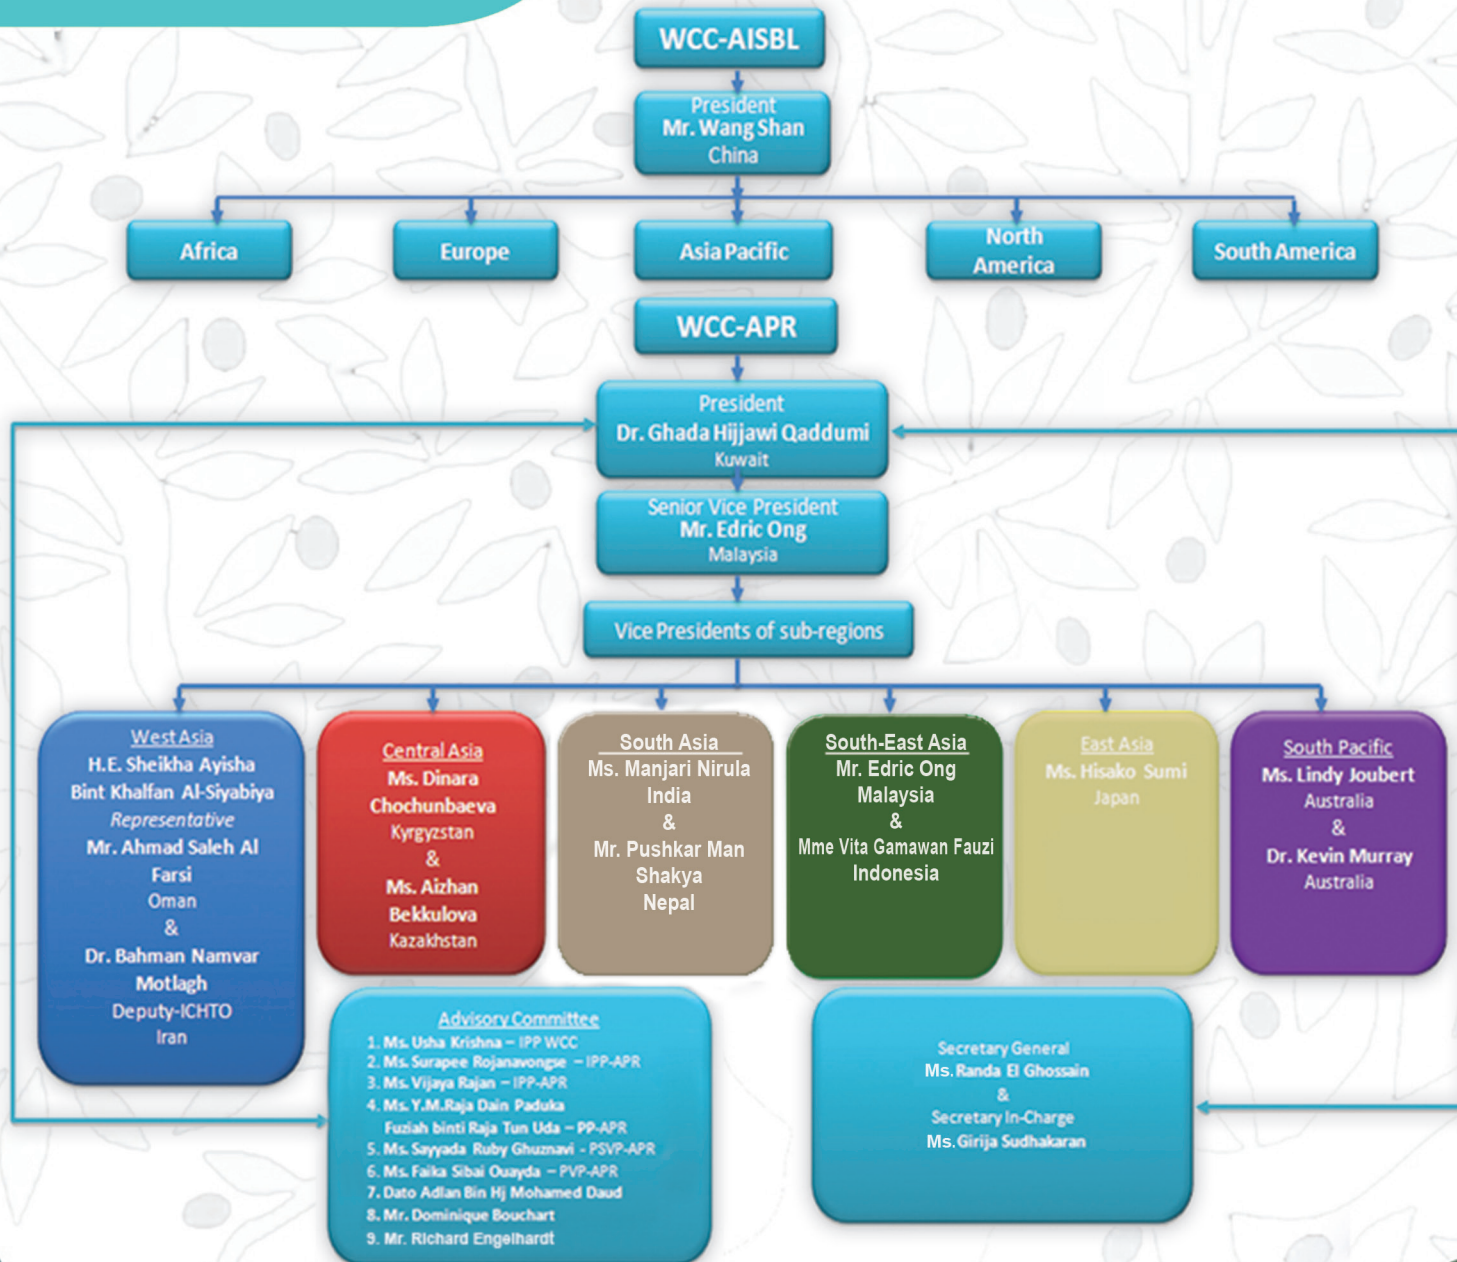 WCC-AISBL
President
Mr. Wang Shan
China
Africa
Europe
Asia Pacific
North
America
South America
WCC-APR
President
Dr. Ghada Hijjawi Qaddumi
Kuwait
Senior Vice President
Mr. Edric Ong
Malaysia
Vice Presidents of sub-regions
West Asia
H.E. Sheikha Ayisha
Bint Khalfan Al-Siyabiya
Representative
Mr. Ahmad Saleh Al
Farsi
Oman
&
Dr. Bahman Namvar
Motlagh
Deputy-ICHTO
Iran
Central Asia
Ms. Dinara
Chochunbaeva
Kyrgyzstan
&
Ms. Aizhan
Bekkulova
Kazakhstan
South Asia
Ms. Manjari Nirula
India
&
Mr. Pushkar Man
Shakya
Nepal
South-East Asia
Mr. Edric Ong
Malaysia
&
Mme Vita Gamawan Fauzi
Indonesia
East Asia
Ms. Hisako Sumi
Japan
South Pacific
Ms. Lindy Joubert
Australia
&
Dr. Kevin Murray
Australia
Advisory Committee
1. Ms. Usha Krishna – IPP WCC
2. Ms. Surapee Rojanavongse – IPP-APR
3. Ms. Vijaya Rajan – IPP-APR
4. Ms. Y.M.Raja Dain Paduka
Fuziah binti Raja Tun Uda – PP-APR
5. Ms. Sayyada Ruby Ghuznavi - PSVP-APR
6. Ms. Faika Sibai Ouayda – PVP-APR
7. Dato Adlan Bin Hj Mohamed Daud
8. Mr. Dominique Bouchart
9. Mr. Richard Engelhardt
Secretary General
Ms. Randa El Ghossain
&
Secretary In-Charge
Ms. Girija Sudhakaran